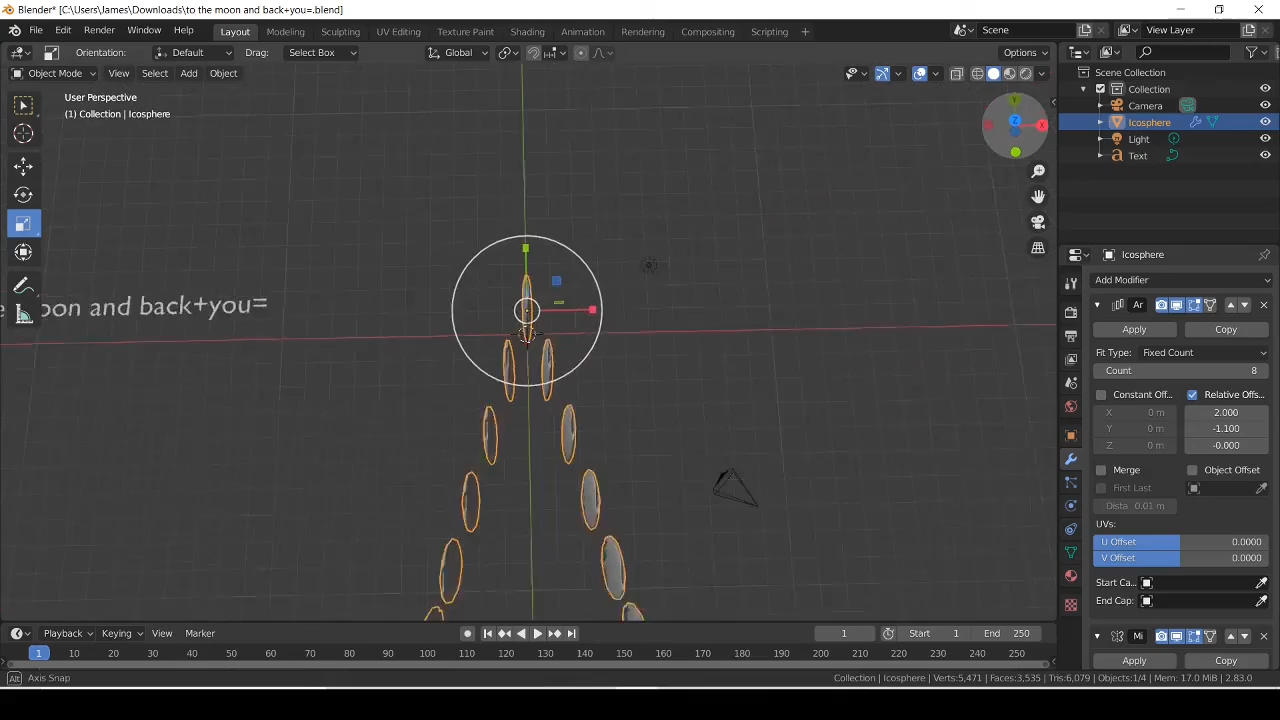 Blender* [C:\Users\James\Downloads\to the moon and back+you=.blend]
File Edit Render Window Help Layout Modeling Sculpting UV Editing Texture Paint Shading Animation Rendering Compositing Scripting + Scene View Layer
Orientation: Default Drag: Select Box Global Options
Object Mode View Select Add Object
User Perspective
(1) Collection | Icosphere
Y
Z
X
e moon and back+you=
Scene Collection
Collection
Camera
Icosphere
Light
Text
Icosphere
Add Modifier
Ar
Apply Copy
Fit Type: Fixed Count
Count 8
Constant Off... Relative Offs...
X 0 m 2.000
Y 0 m -1.100
Z 0 m -0.000
Merge Object Offset
First Last
Dista 0.01 m
UVs:
U Offset 0.0000
V Offset 0.0000
Start Ca...
End Cap:
Mi
Apply Copy
Playback Keying View Marker 1 Start 1 End 250
1 10 20 30 40 50 60 70 80 90 100 110 120 130 140 150 160 170 180 190 200 210 220 230 240 250
Alt Axis Snap Collection | Icosphere | Verts:5,471 | Faces:3,535 | Tris:6,079 | Objects:1/4 | Mem: 17.0 MiB | 2.83.0